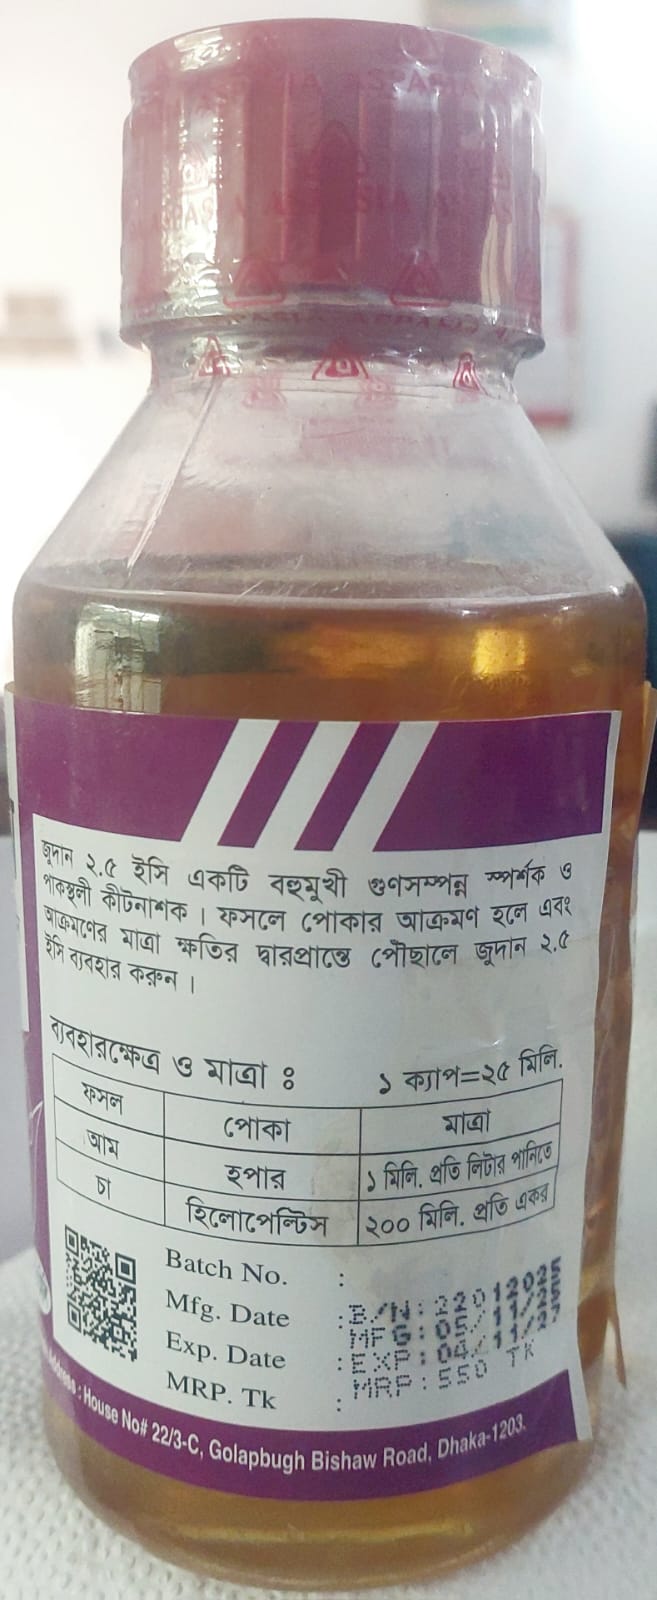 ASPASIA
জুদান ২.৫ ইসি একটি বহুমুখী গুণসম্পন্ন স্পর্শক ও
পাকস্থলী কীটনাশক। ফসলে পোকার আক্রমণ হলে এবং
আক্রমণের মাত্রা ক্ষতির দ্বারপ্রান্তে পৌঁছালে জুদান ২.৫
ইসি ব্যবহার করুন।
ব্যবহারক্ষেত্র ও মাত্রা ঃ ১ ক্যাপ=২৫ মিলি.
ফসল পোকা মাত্রা
আম হপার ১ মিলি. প্রতি লিটার পানিতে
চা হিলোপেল্টিস ২০০ মিলি. প্রতি একর
Batch No. : B/N: 22012025
Mfg. Date : MFG: 05/11/25
Exp. Date : EXP: 04/11/27
MRP. Tk : MRP: 550 TK
Address : House No# 22/3-C, Golapbugh Bishaw Road, Dhaka-1203.